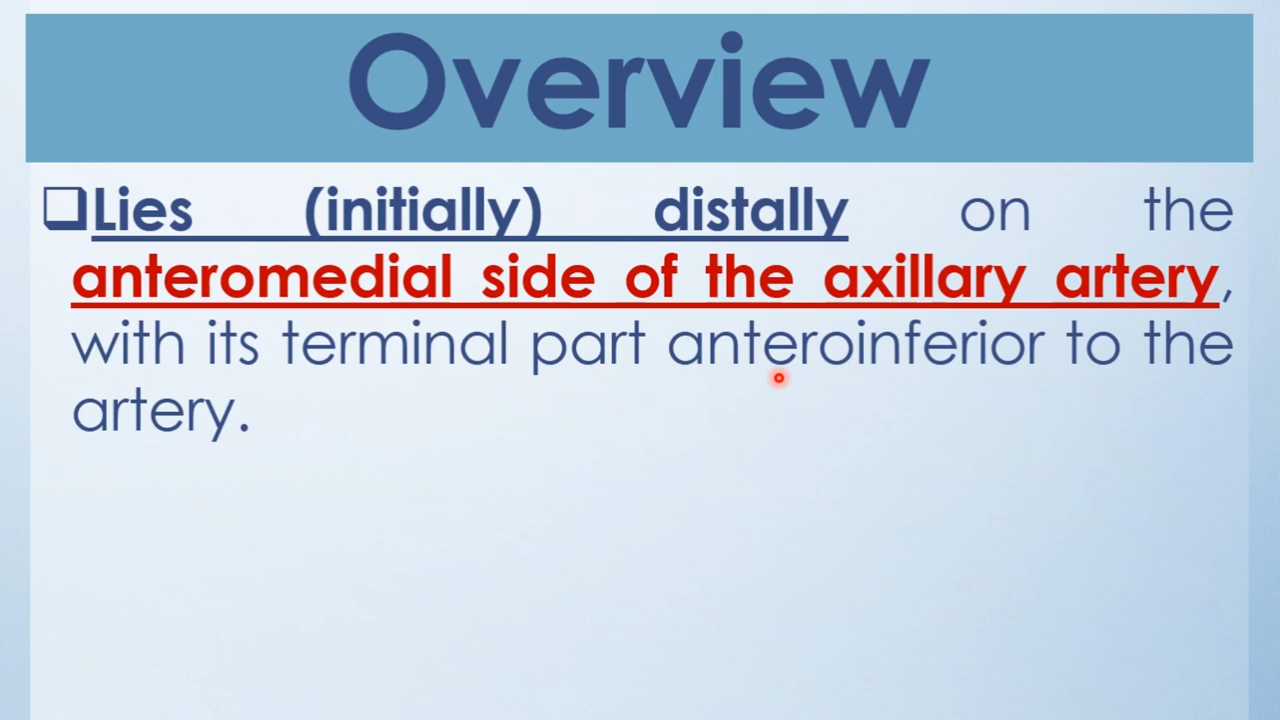 Overview
❑Lies (initially) distally on the
anteromedial side of the axillary artery,
with its terminal part anteroinferior to the
artery.